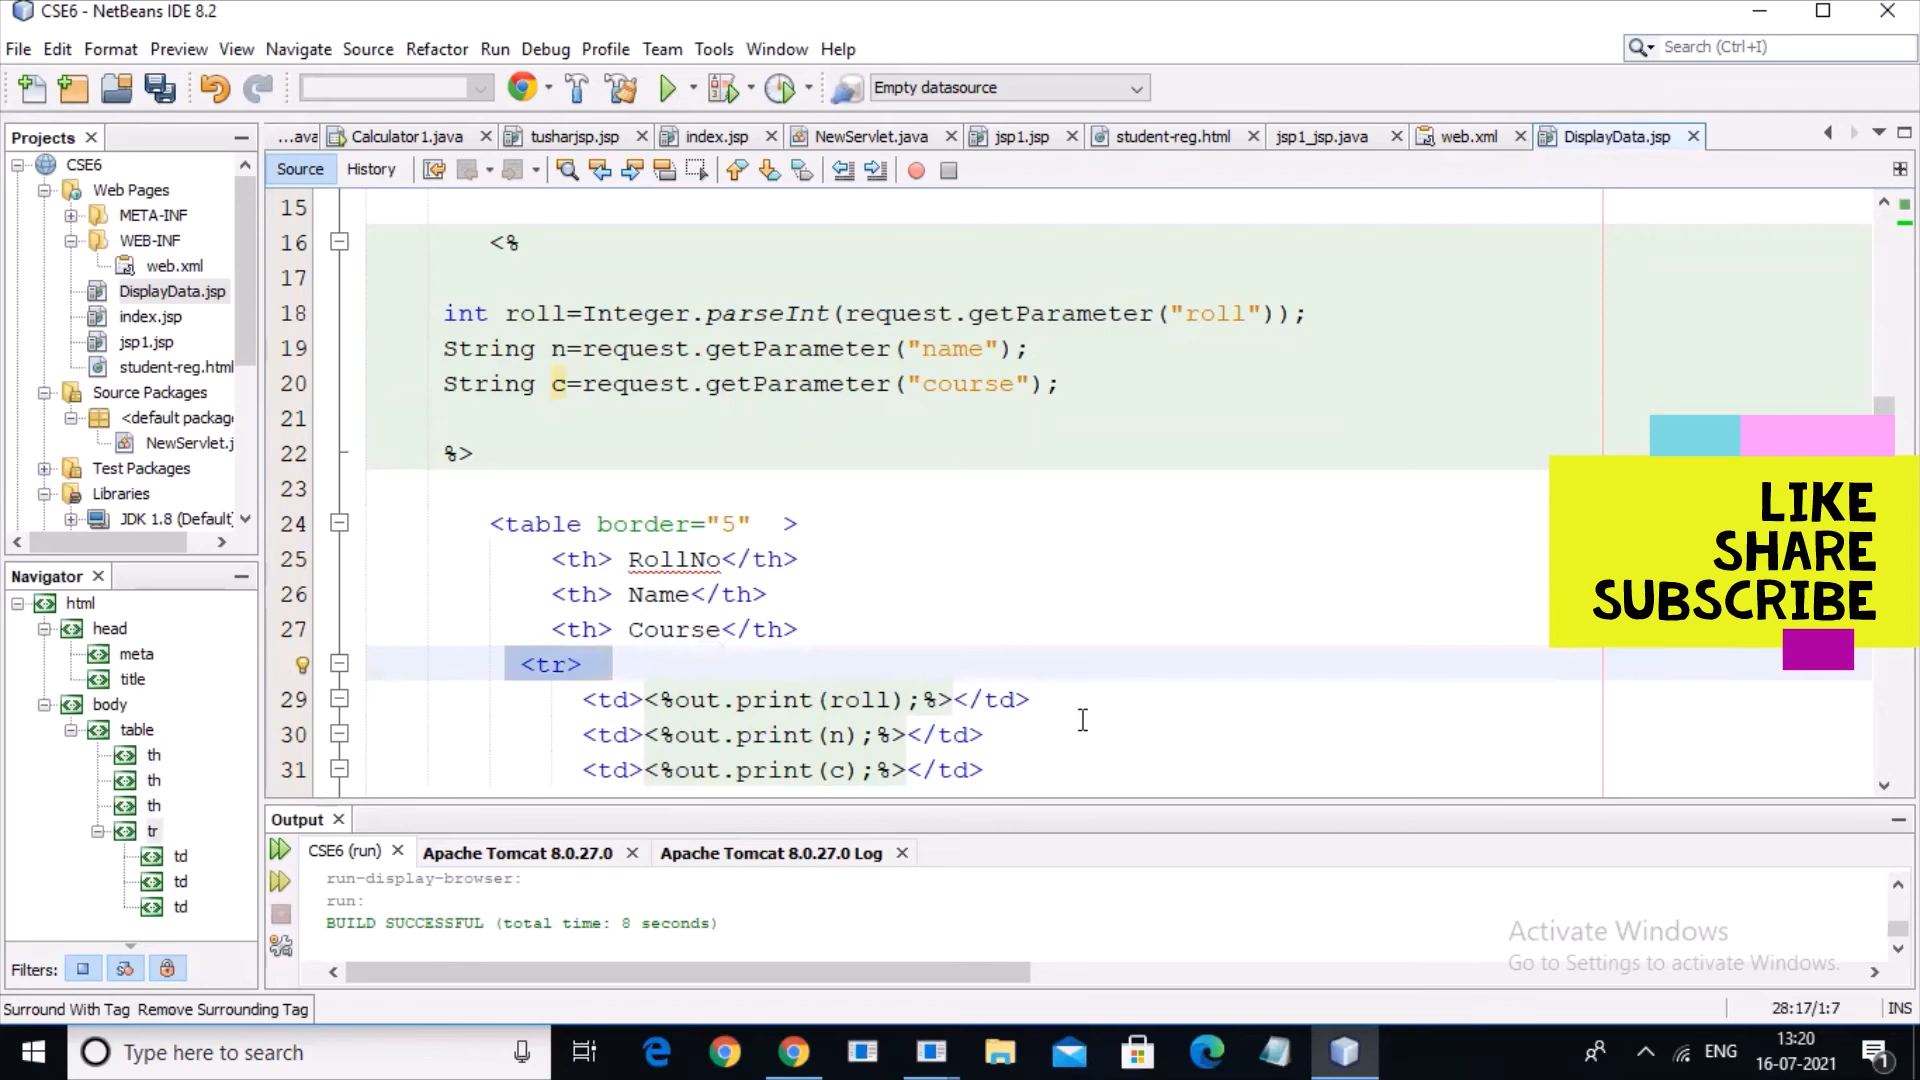 CSE6 - NetBeans IDE 8.2
File Edit Format Preview View Navigate Source Refactor Run Debug Profile Team Tools Window Help
Search (Ctrl+I)
Empty datasource
Projects
...ava Calculator1.java tusharjsp.jsp index.jsp NewServlet.java jsp1.jsp student-reg.html jsp1_jsp.java web.xml DisplayData.jsp
Source History
CSE6
Web Pages
META-INF
WEB-INF
web.xml
DisplayData.jsp
index.jsp
jsp1.jsp
student-reg.html
Source Packages
<default packag
NewServlet.j
Test Packages
Libraries
JDK 1.8 (Default)
15
16 <%
17
18 int roll=Integer.parseInt(request.getParameter("roll"));
19 String n=request.getParameter("name");
20 String c=request.getParameter("course");
21
22 %>
23
24 <table border="5" >
25 <th> RollNo</th>
26 <th> Name</th>
27 <th> Course</th>
<tr>
29 <td><%out.print(roll);%></td>
30 <td><%out.print(n);%></td>
31 <td><%out.print(c);%></td>
LIKE
SHARE
SUBSCRIBE
Navigator
html
head
meta
title
body
table
th
th
th
tr
td
td
td
Filters:
Output
CSE6 (run) Apache Tomcat 8.0.27.0 Apache Tomcat 8.0.27.0 Log
run-display-browser:
run:
BUILD SUCCESSFUL (total time: 8 seconds)
Activate Windows
Go to Settings to activate Windows.
Surround With Tag Remove Surrounding Tag
28:17/1:7 INS
Type here to search
ENG
13:20
16-07-2021
1